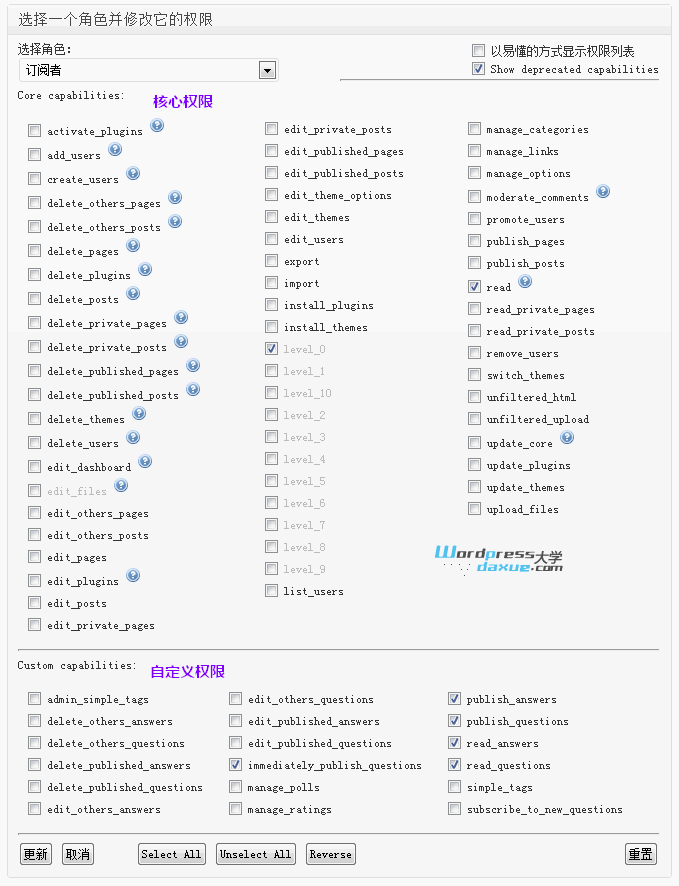 选择一个角色并修改它的权限
选择角色:
以易懂的方式显示权限列表
订阅者
Show deprecated capabilities
Core capabilities:
核心权限
activate_plugins
add_users
create_users
delete_others_pages
delete_others_posts
delete_pages
delete_plugins
delete_posts
delete_private_pages
delete_private_posts
delete_published_pages
delete_published_posts
delete_themes
delete_users
edit_dashboard
edit_files
edit_others_pages
edit_others_posts
edit_pages
edit_plugins
edit_posts
edit_private_pages
edit_private_posts
edit_published_pages
edit_published_posts
edit_theme_options
edit_themes
edit_users
export
import
install_plugins
install_themes
level_0
level_1
level_10
level_2
level_3
level_4
level_5
level_6
level_7
level_8
level_9
list_users
manage_categories
manage_links
manage_options
moderate_comments
promote_users
publish_pages
publish_posts
read
read_private_pages
read_private_posts
remove_users
switch_themes
unfiltered_html
unfiltered_upload
update_core
update_plugins
update_themes
upload_files
Wordpress大学
daxue.com
Custom capabilities:
自定义权限
admin_simple_tags
delete_others_answers
delete_others_questions
delete_published_answers
delete_published_questions
edit_others_answers
edit_others_questions
edit_published_answers
edit_published_questions
immediately_publish_questions
manage_polls
manage_ratings
publish_answers
publish_questions
read_answers
read_questions
simple_tags
subscribe_to_new_questions
更新 取消 Select All Unselect All Reverse 重置